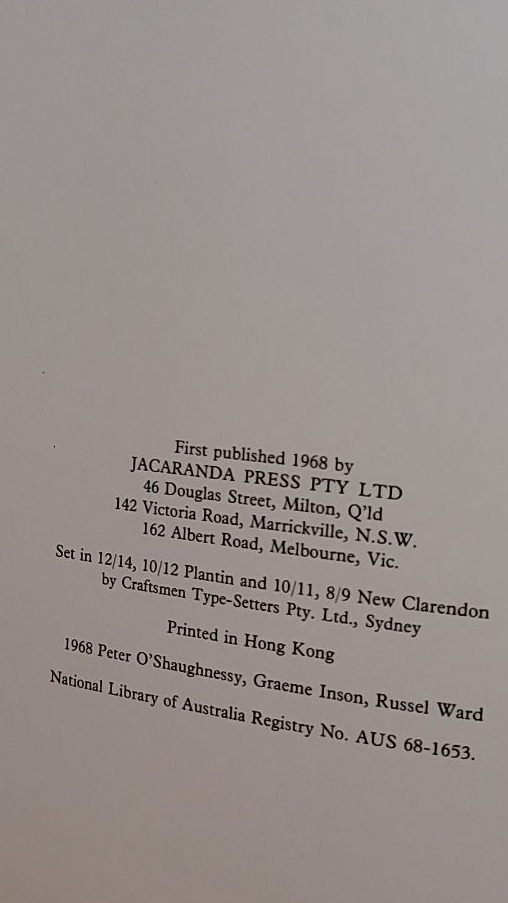 First published 1968 by
JACARANDA PRESS PTY LTD
46 Douglas Street, Milton, Q'ld
142 Victoria Road, Marrickville, N.S.W.
162 Albert Road, Melbourne, Vic.
Set in 12/14, 10/12 Plantin and 10/11, 8/9 New Clarendon
by Craftsmen Type-Setters Pty. Ltd., Sydney
Printed in Hong Kong
1968 Peter O'Shaughnessy, Graeme Inson, Russel Ward
National Library of Australia Registry No. AUS 68-1653.